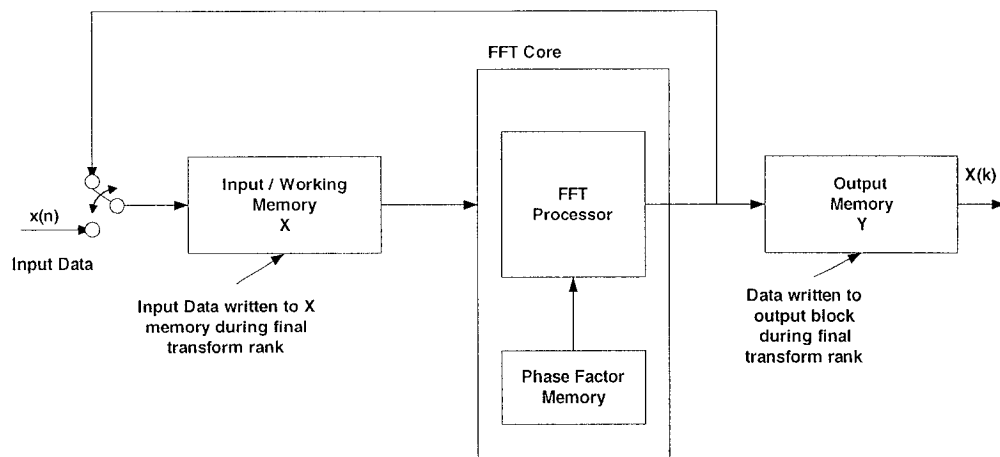 FFT Core
x(n)
Input Data
Input / Working
Memory
X
Input Data written to X
memory during final
transform rank
FFT
Processor
Phase Factor
Memory
Output
Memory
Y
X(k)
Data written to
output block
during final
transform rank